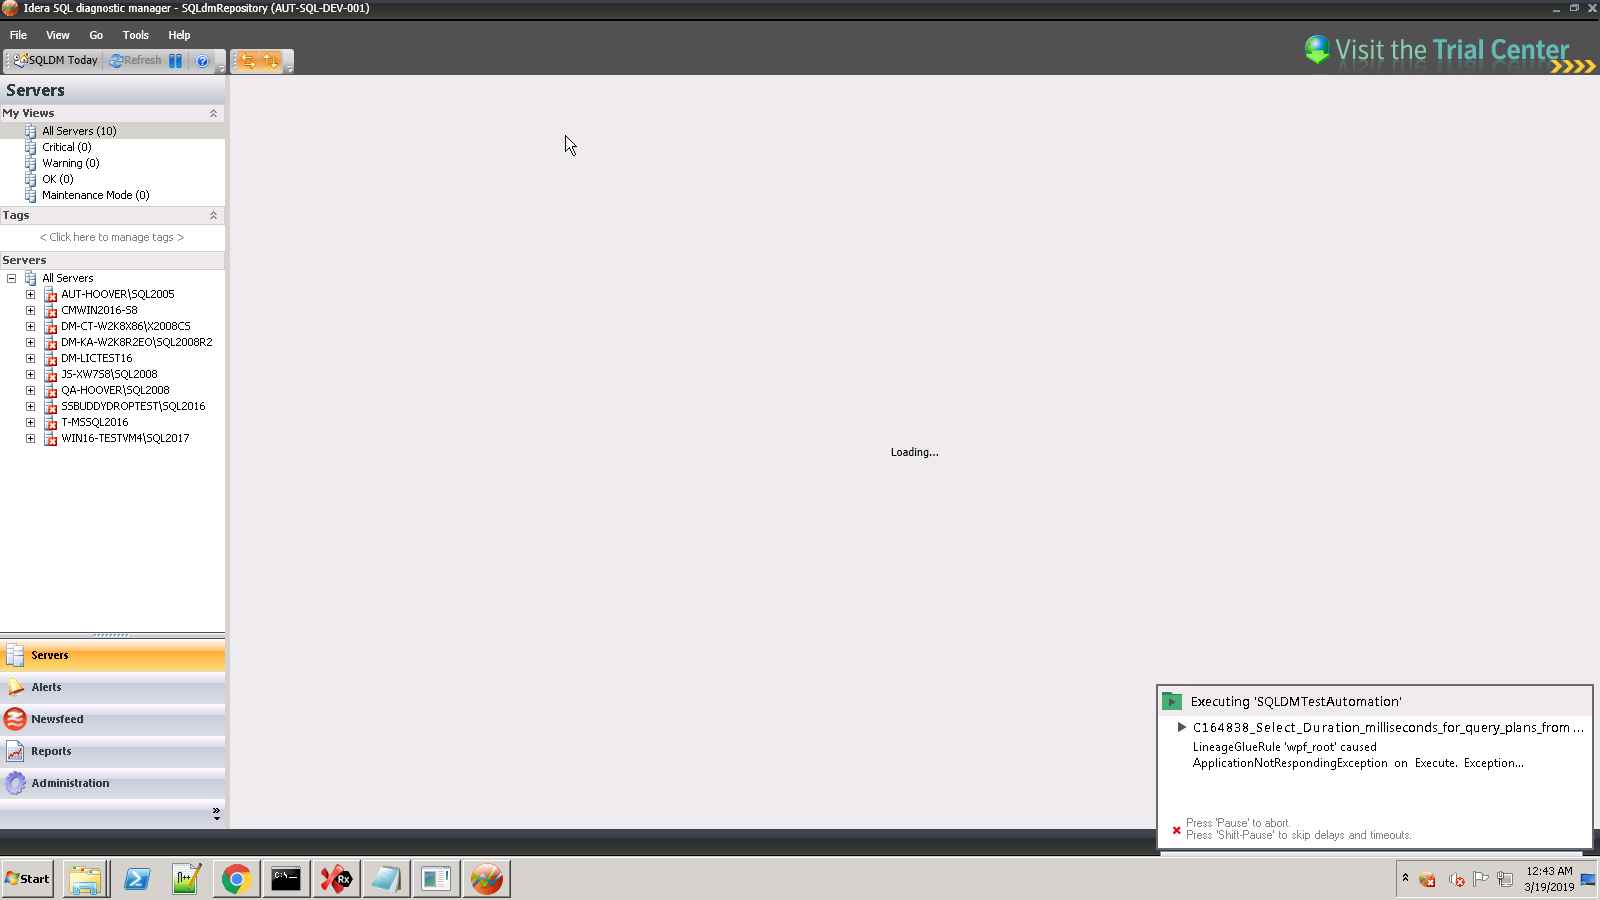 Idera SQL diagnostic manager - SQLdmRepository (AUT-SQL-DEV-001)
File View Go Tools Help
SQLDM Today Refresh
Visit the Trial Center
Servers
My Views
All Servers (10)
Critical (0)
Warning (0)
OK (0)
Maintenance Mode (0)
Tags
< Click here to manage tags >
Servers
All Servers
AUT-HOOVER\SQL2005
CMWIN2016-58
DM-CT-W2K8X86\X2008CS
DM-KA-W2K8R2EO\SQL2008R2
DM-LICTEST16
JS-XW7S8\SQL2008
QA-HOOVER\SQL2008
SSBUDDYDROPTEST\SQL2016
T-MSSQL2016
WIN16-TESTVM4\SQL2017
Loading...
Servers
Alerts
Newsfeed
Reports
Administration
Executing 'SQLDMTestAutomation'
C164838_Select_Duration_milliseconds_for_query_plans_from ...
LineageGlueRule 'wpf_root' caused
ApplicationNotRespondingException on Execute. Exception...
Press 'Pause' to abort.
Press 'Shift-Pause' to skip delays and timeouts.
Start
C:\_
n++
Rx
12:43 AM
3/19/2019